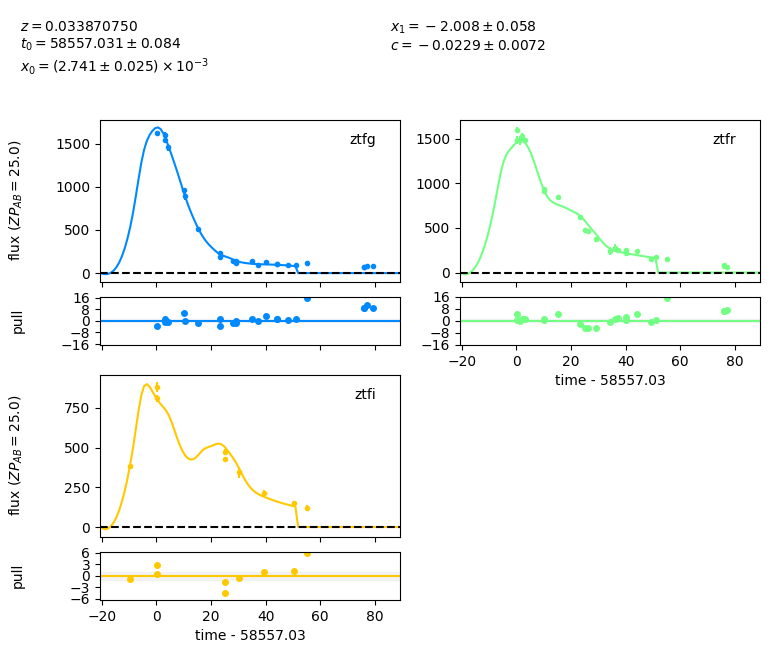 z = 0.033870750
t0 = 58557.031 ± 0.084
x0 = (2.741 ± 0.025) × 10^−3
x1 = −2.008 ± 0.058
c = −0.0229 ± 0.0072
ztfg
flux (ZP_AB = 25.0)
1500
1000
500
0
ztfr
1500
1000
500
0
pull
16
8
0
−8
−16
16
8
0
−8
−16
−20 0 20 40 60 80
time - 58557.03
ztfi
flux (ZP_AB = 25.0)
750
500
250
0
pull
6
3
0
−3
−6
−20 0 20 40 60 80
time - 58557.03